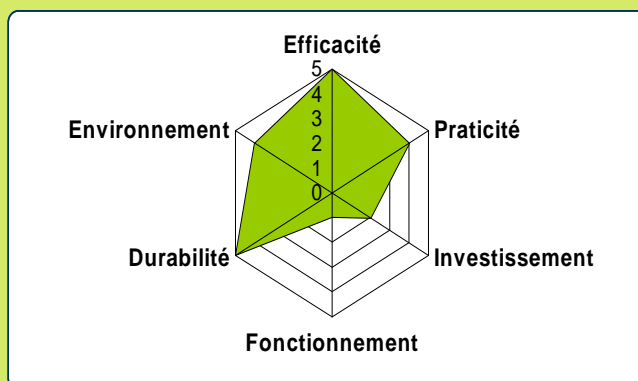 Efficacité
5
4
3
2
1
0
Environnement
Praticité
Durabilité
Investissement
Fonctionnement